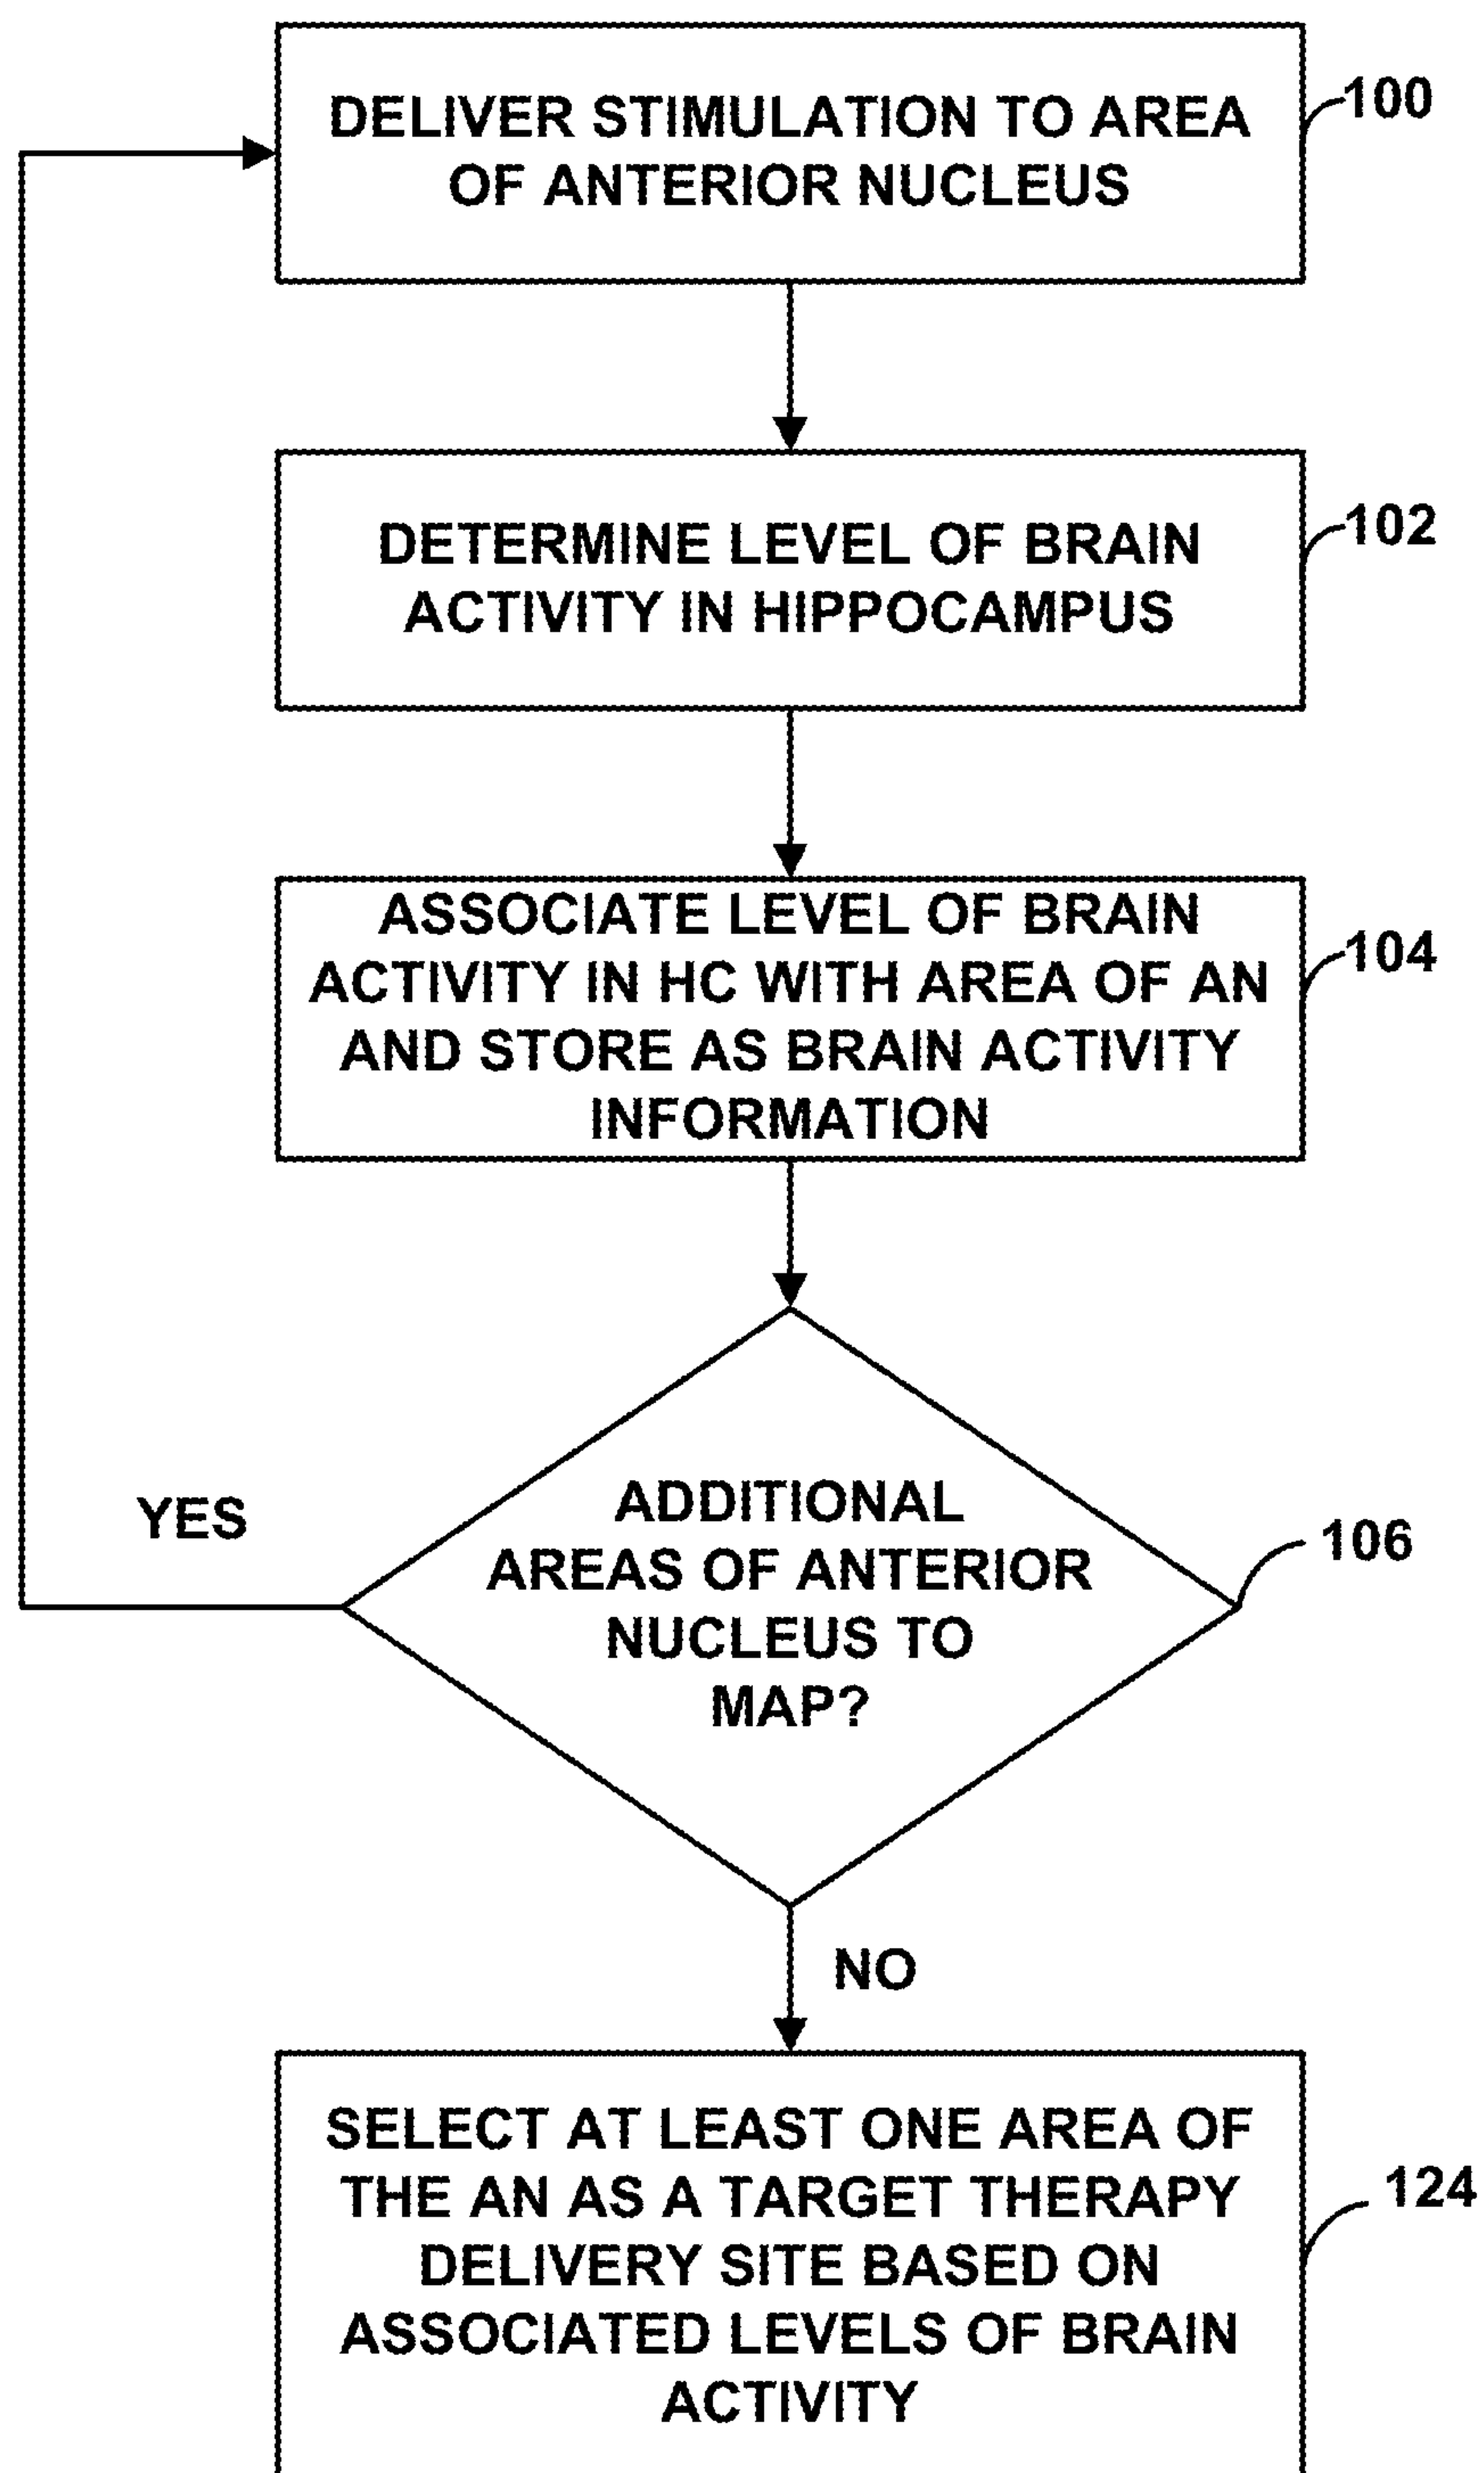 DELIVER STIMULATION TO AREA
OF ANTERIOR NUCLEUS
100
DETERMINE LEVEL OF BRAIN
ACTIVITY IN HIPPOCAMPUS
102
ASSOCIATE LEVEL OF BRAIN
ACTIVITY IN HC WITH AREA OF AN
AND STORE AS BRAIN ACTIVITY
INFORMATION
104
ADDITIONAL
AREAS OF ANTERIOR
NUCLEUS TO
MAP?
106
YES
NO
SELECT AT LEAST ONE AREA OF
THE AN AS A TARGET THERAPY
DELIVERY SITE BASED ON
ASSOCIATED LEVELS OF BRAIN
ACTIVITY
124